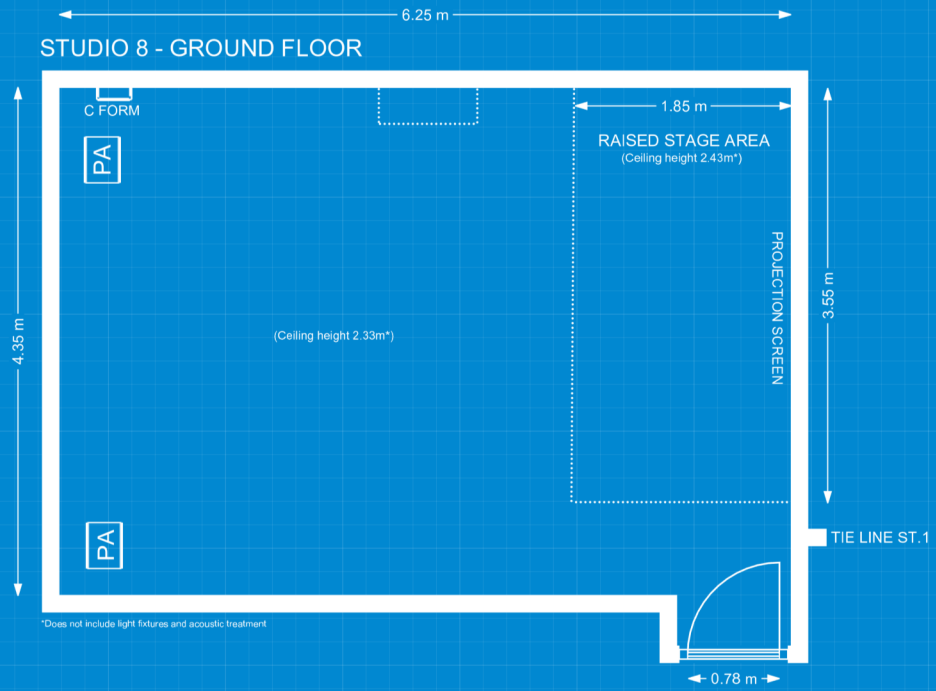 6.25 m
STUDIO 8 - GROUND FLOOR
C FORM
1.85 m
RAISED STAGE AREA
(Ceiling height 2.43m*)
PA
PROJECTION SCREEN
3.55 m
(Ceiling height 2.33m*)
4.35 m
PA
TIE LINE ST.1
*Does not include light fixtures and acoustic treatment
0.78 m